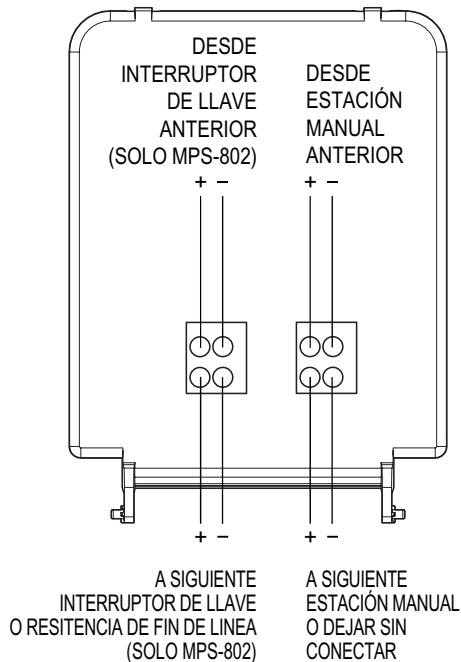 DESDE
INTERRUPTOR
DE LLAVE
ANTERIOR
(SOLO MPS-802)
+ −
DESDE
ESTACIÓN
MANUAL
ANTERIOR
+ −
+ −
A SIGUIENTE
INTERRUPTOR DE LLAVE
O RESITENCIA DE FIN DE LINEA
(SOLO MPS-802)
+ −
A SIGUIENTE
ESTACIÓN MANUAL
O DEJAR SIN
CONECTAR